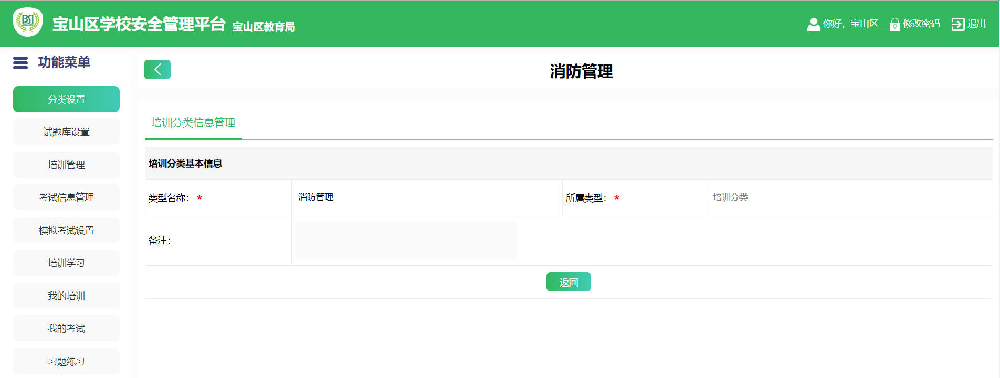 宝山区学校安全管理平台 宝山区教育局
你好，宝山区 修改密码 退出
功能菜单
分类设置
试题库设置
培训管理
考试信息管理
模拟考试设置
培训学习
我的培训
我的考试
习题练习
消防管理
培训分类信息管理
培训分类基本信息
类型名称： * 消防管理 所属类型： * 培训分类
备注：
返回